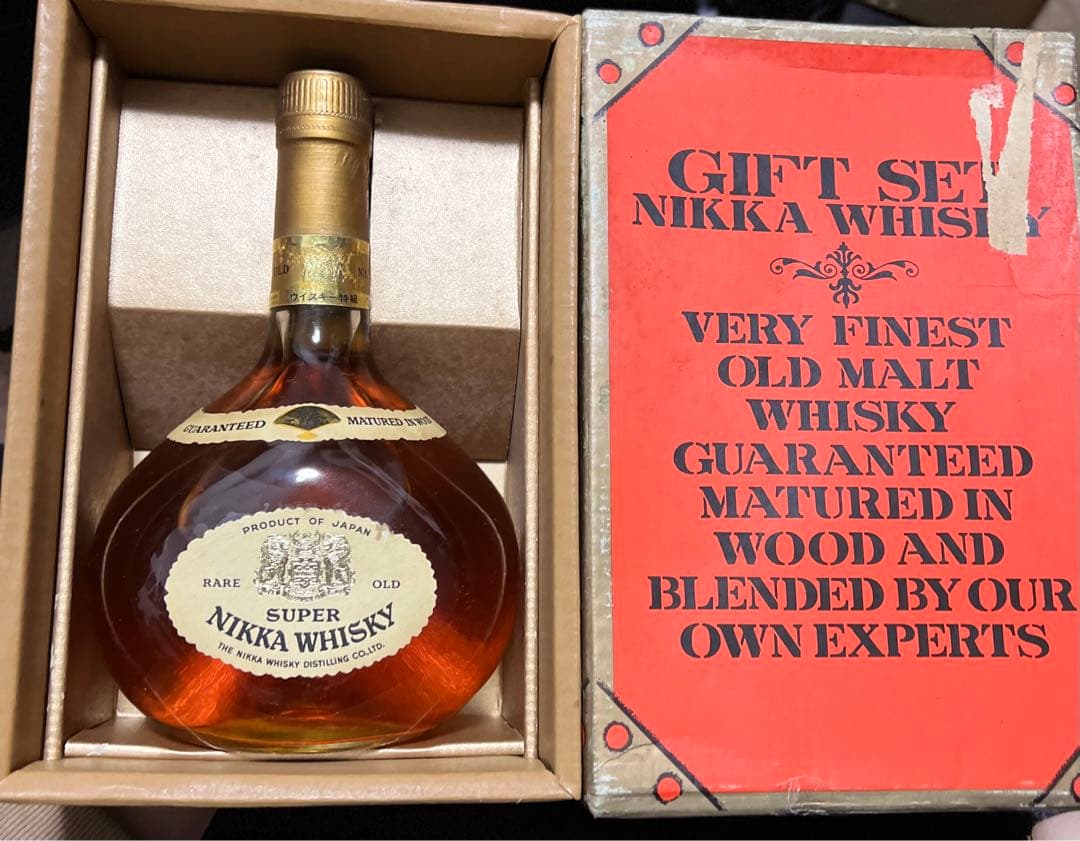 OLD
ウイスキー特級
GUARANTEED MATURED IN WOOD
PRODUCT OF JAPAN
RARE OLD
SUPER
NIKKA WHISKY
THE NIKKA WHISKY DISTILLING CO., LTD.
GIFT SET
NIKKA WHISKY
VERY FINEST
OLD MALT
WHISKY
GUARANTEED
MATURED IN
WOOD AND
BLENDED BY OUR
OWN EXPERTS